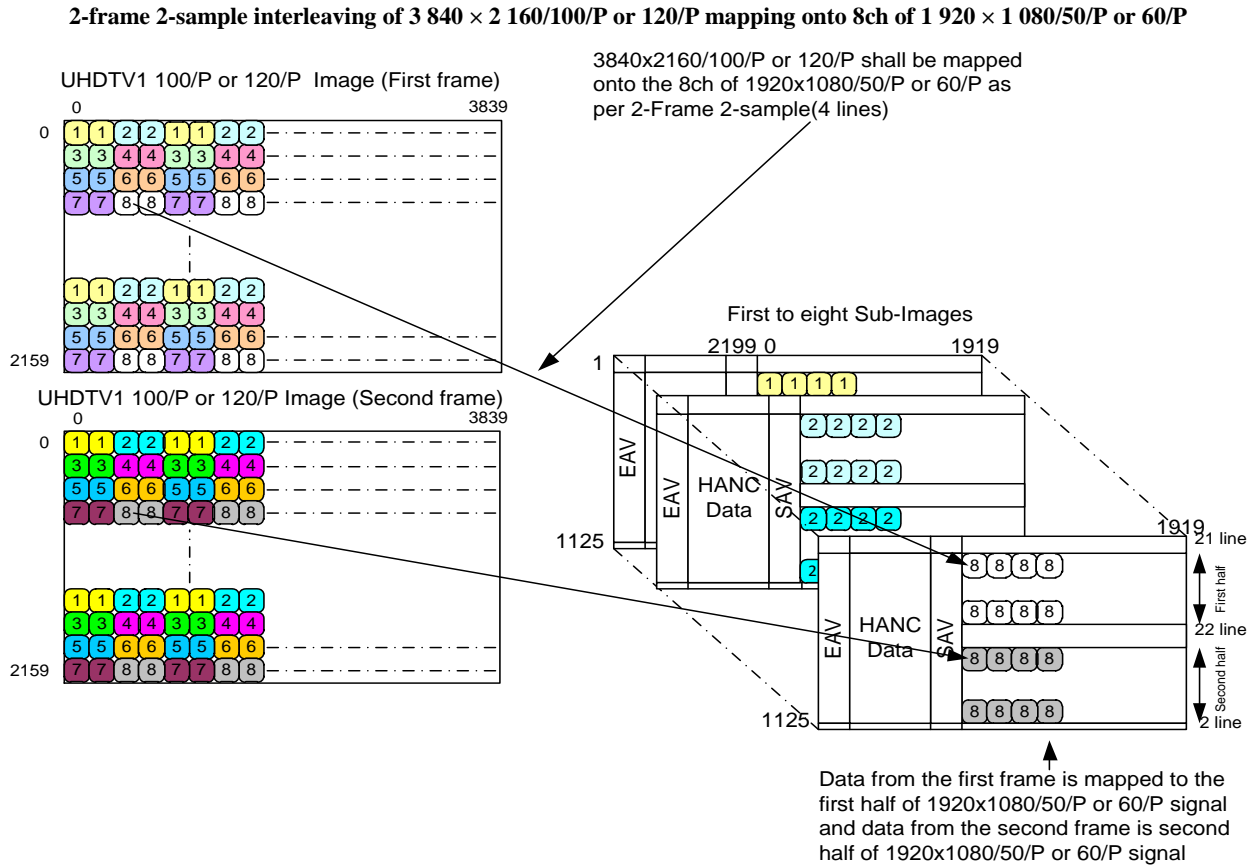 2-frame 2-sample interleaving of 3 840 × 2 160/100/P or 120/P mapping onto 8ch of 1 920 × 1 080/50/P or 60/P
3840x2160/100/P or 120/P shall be mapped
onto the 8ch of 1920x1080/50/P or 60/P as
per 2-Frame 2-sample(4 lines)
UHDTV1 100/P or 120/P Image (First frame)
0 3839
0
1 1 2 2 1 1 2 2
3 3 4 4 3 3 4 4
5 5 6 6 5 5 6 6
7 7 8 8 7 7 8 8
1 1 2 2 1 1 2 2
3 3 4 4 3 3 4 4
5 5 6 6 5 5 6 6
2159
7 7 8 8 7 7 8 8
UHDTV1 100/P or 120/P Image (Second frame)
0 3839
0
1 1 2 2 1 1 2 2
3 3 4 4 3 3 4 4
5 5 6 6 5 5 6 6
7 7 8 8 7 7 8 8
1 1 2 2 1 1 2 2
3 3 4 4 3 3 4 4
5 5 6 6 5 5 6 6
2159
7 7 8 8 7 7 8 8
First to eight Sub-Images
1 2199 0 1919
1 1 1 1
EAV
1125
2 2 2 2
2 2 2 2
2 2 2 2
2
EAV
HANC
Data
SAV
1919
21 line
8 8 8 8
First half
8 8 8 8
22 line
8 8 8 8
Second half
8 8 8 8
2 line
EAV
HANC
Data
SAV
1125
Data from the first frame is mapped to the
first half of 1920x1080/50/P or 60/P signal
and data from the second frame is second
half of 1920x1080/50/P or 60/P signal